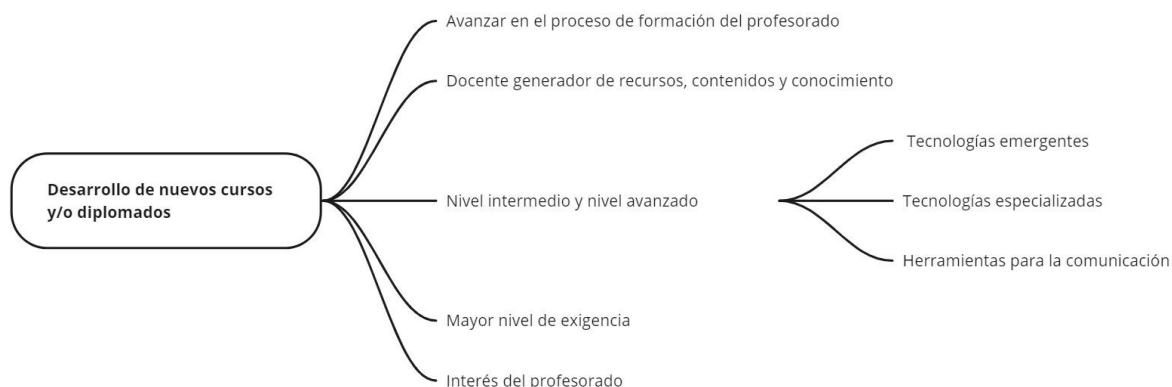 Desarrollo de nuevos cursos
y/o diplomados
Avanzar en el proceso de formación del profesorado
Docente generador de recursos, contenidos y conocimiento
Nivel intermedio y nivel avanzado
Tecnologías emergentes
Tecnologías especializadas
Herramientas para la comunicación
Mayor nivel de exigencia
Interés del profesorado